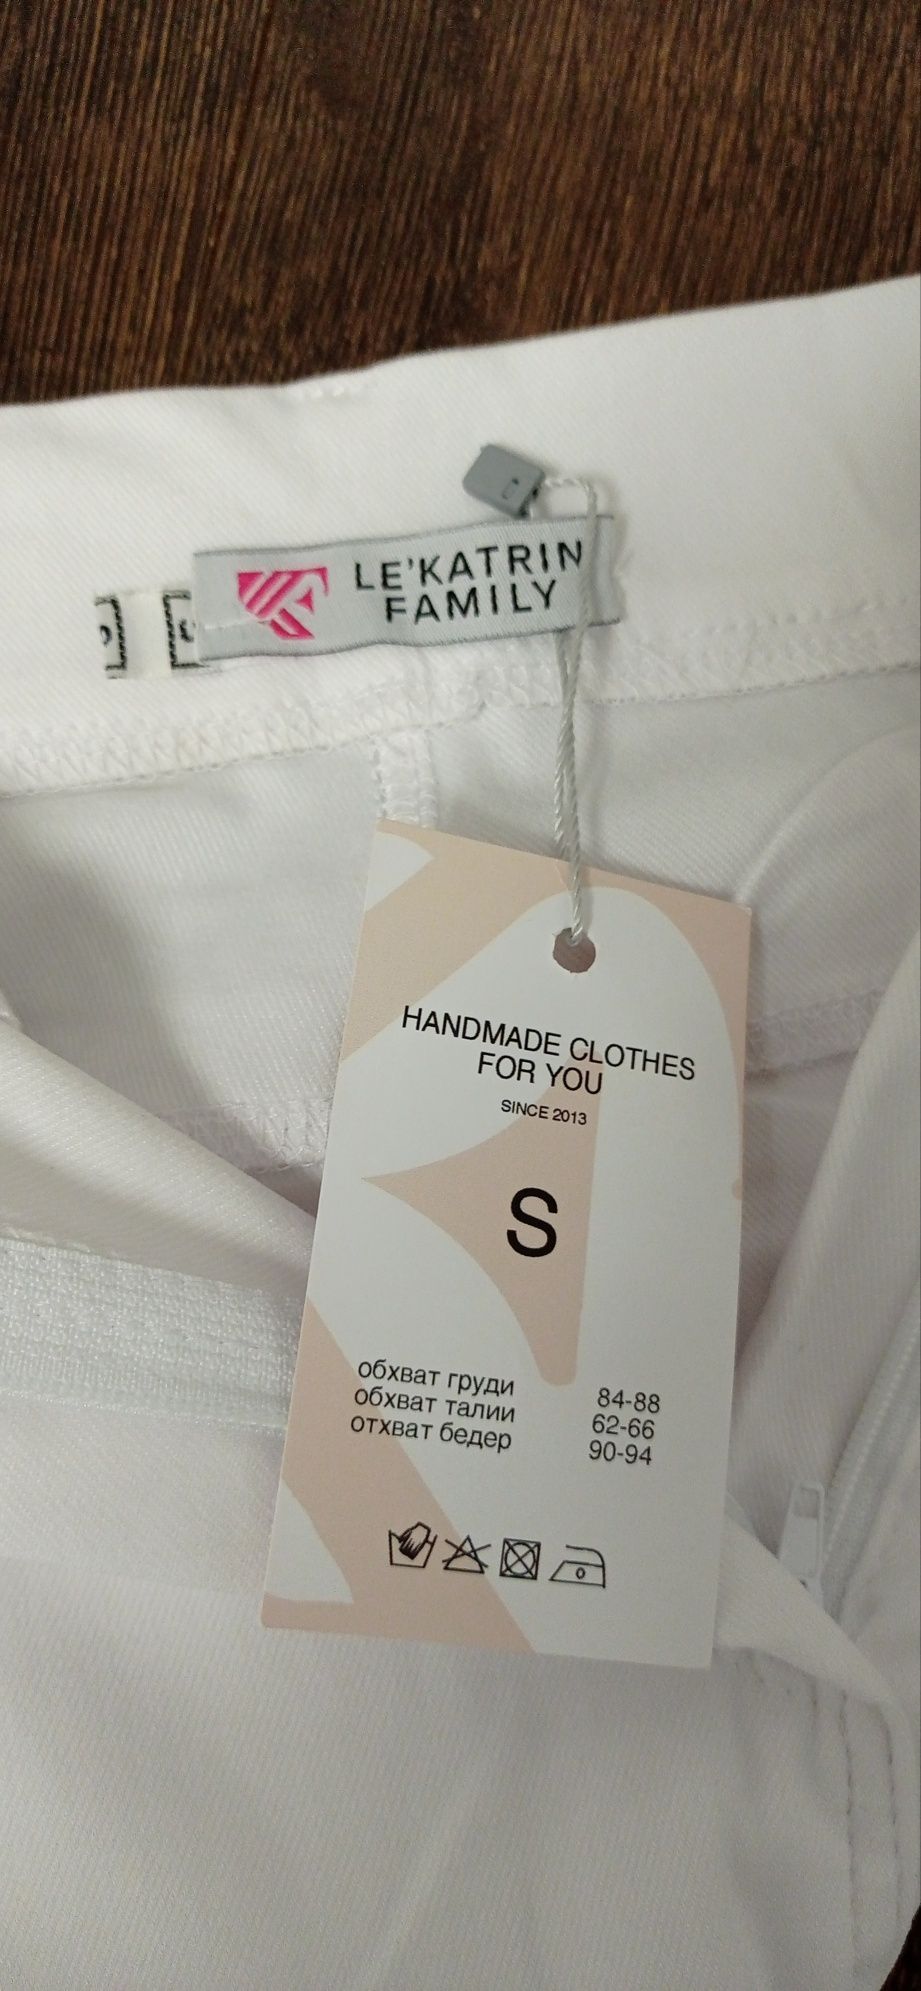 LE'KATRIN
FAMILY
HANDMADE CLOTHES
FOR YOU
SINCE 2013
S
обхват груди 84-88
обхват талии 62-66
отхват бедер 90-94